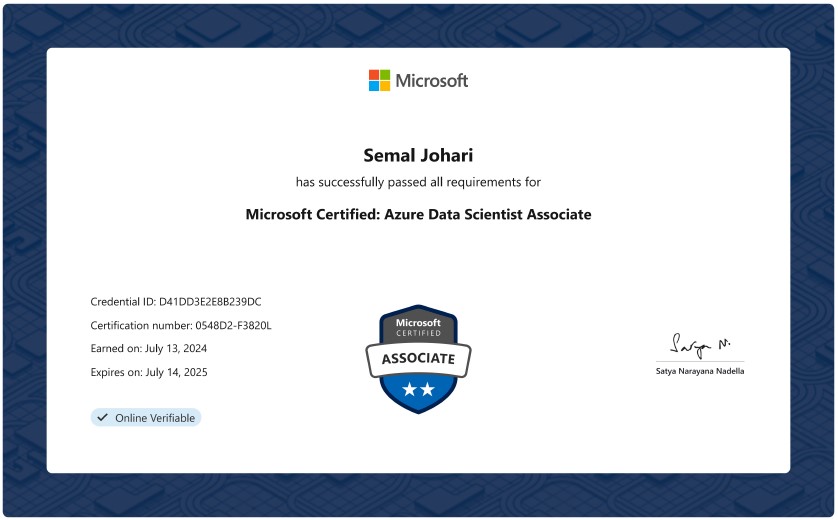 Microsoft
Semal Johari
has successfully passed all requirements for
Microsoft Certified: Azure Data Scientist Associate
Credential ID: D41DD3E2E8B239DC
Certification number: 0548D2-F3820L
Earned on: July 13, 2024
Expires on: July 14, 2025
Online Verifiable
Microsoft
CERTIFIED
ASSOCIATE
Satya N.
Satya Narayana Nadella